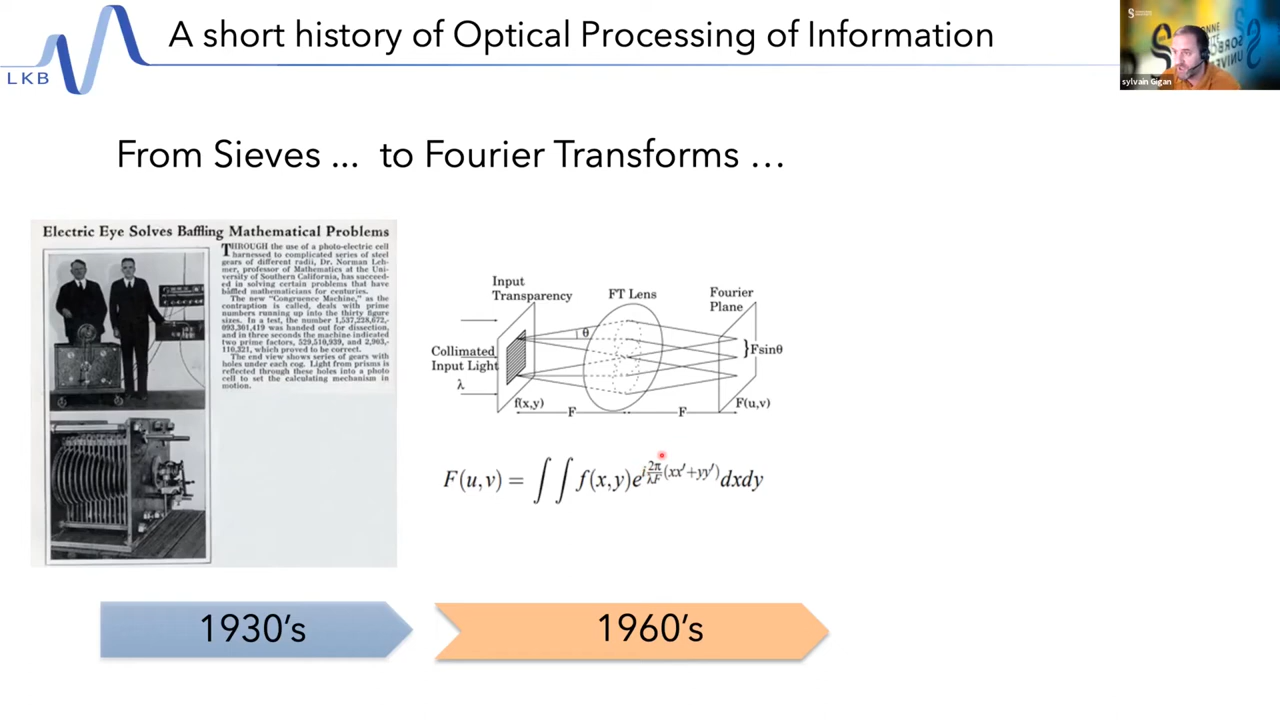 A short history of Optical Processing of Information
LKB
sylvain Gigan
From Sieves ... to Fourier Transforms ...
Electric Eye Solves Baffling Mathematical Problems
THROUGH the use of a photo-electric cell
harnessed to complicated series of steel
gears of different radii, Dr. Norman Leh-
mer, professor of Mathematics at the Uni-
versity of Southern California, has succeed-
ed in solving certain problems that have
baffled mathematicians for centuries.
The new "Congruence Machine," as the
contraption is called, deals with prime
numbers running up into the thirty figure
sizes. In a test, the number 1,537,228,672,-
093,301,419 was handed out for dissection,
and in three seconds the machine indicated
two prime factors, 529,510,939, and 2,903,-
110,321, which proved to be correct.
The end view shows series of gears with
holes under each cog. Light from prisms is
reflected through these holes into a photo
cell to set the calculating mechanism in
motion.
Input
Transparency
FT Lens
Fourier
Plane
θ
Collimated
Input Light
λ
}Fsinθ
f(x,y)
F
F
F(u,v)
F(u,v) = ∫ ∫ f(x,y)e^{i\frac{2π}{λF}(xx'+yy')}dxdy
1930's
1960's